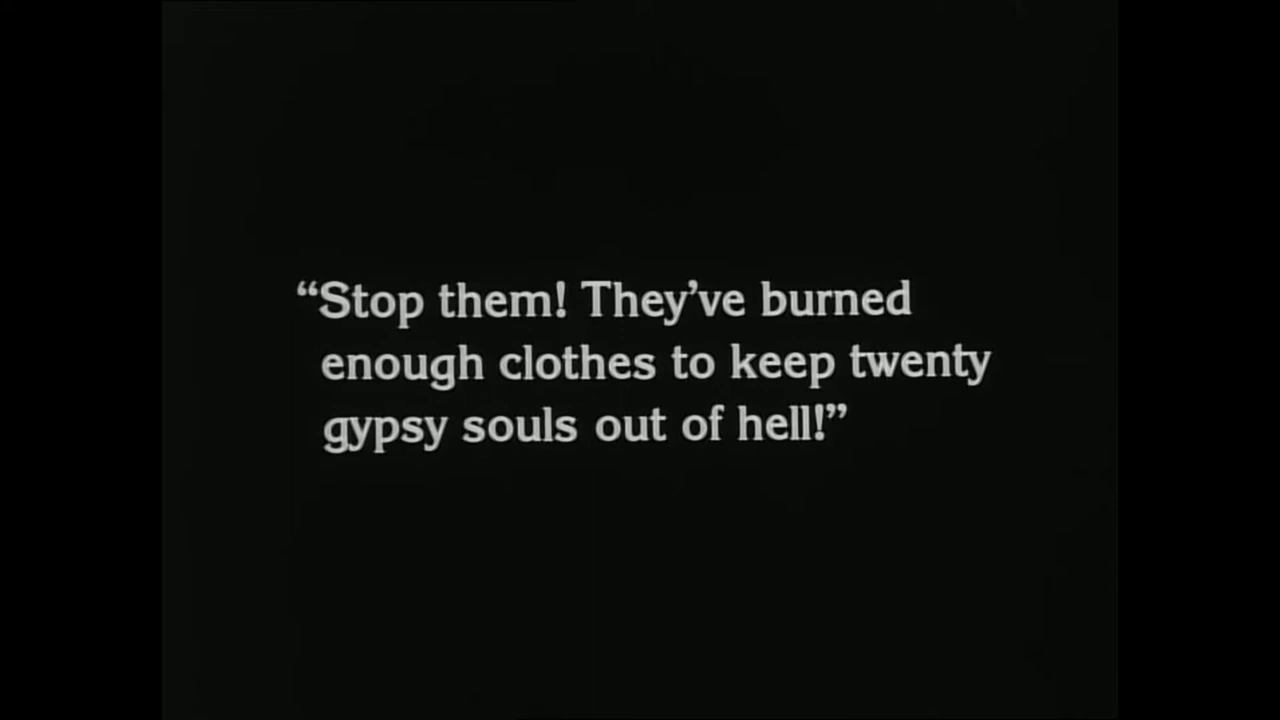 “Stop them! They’ve burned
enough clothes to keep twenty
gypsy souls out of hell!”